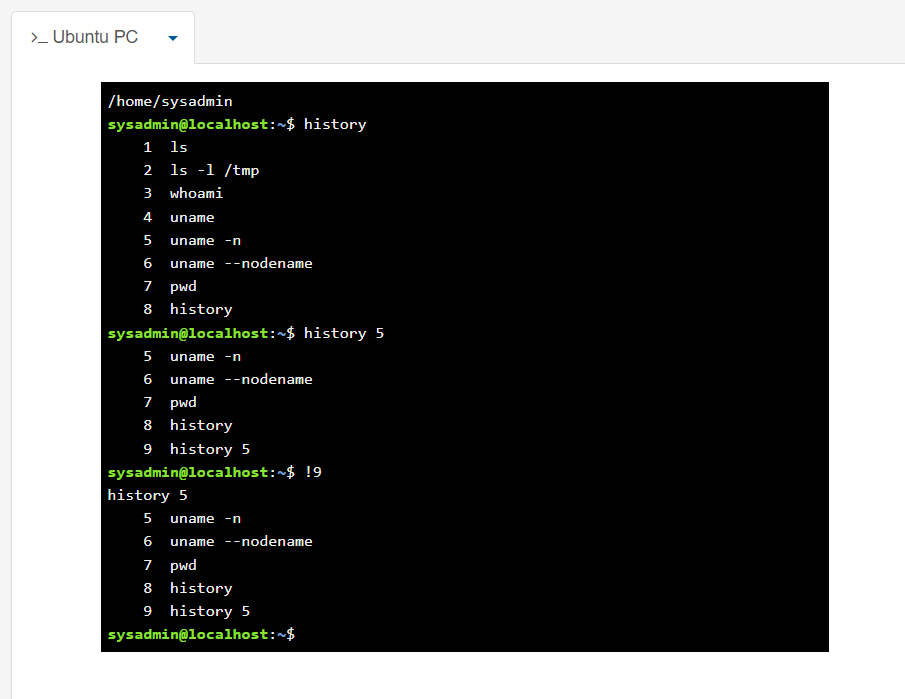 >_ Ubuntu PC
/home/sysadmin
sysadmin@localhost:~$ history
    1  ls
    2  ls -l /tmp
    3  whoami
    4  uname
    5  uname -n
    6  uname --nodename
    7  pwd
    8  history
sysadmin@localhost:~$ history 5
    5  uname -n
    6  uname --nodename
    7  pwd
    8  history
    9  history 5
sysadmin@localhost:~$ !9
history 5
    5  uname -n
    6  uname --nodename
    7  pwd
    8  history
    9  history 5
sysadmin@localhost:~$